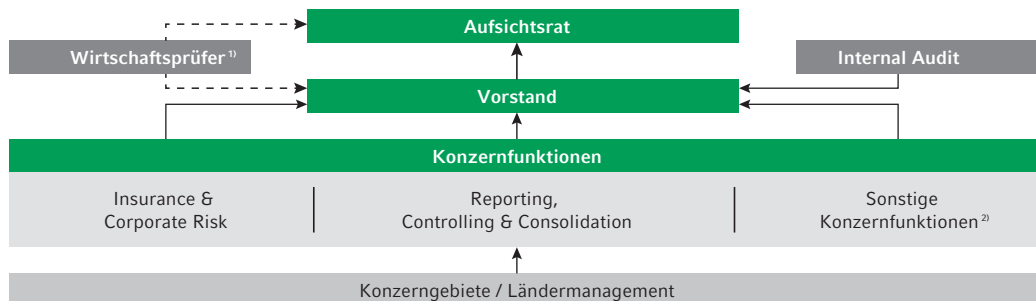 Aufsichtsrat
Wirtschaftsprüfer 1)
Internal Audit
Vorstand
Konzernfunktionen
Insurance &
Corporate Risk
Reporting,
Controlling & Consolidation
Sonstige
Konzernfunktionen 2)
Konzerngebiete / Ländermanagement